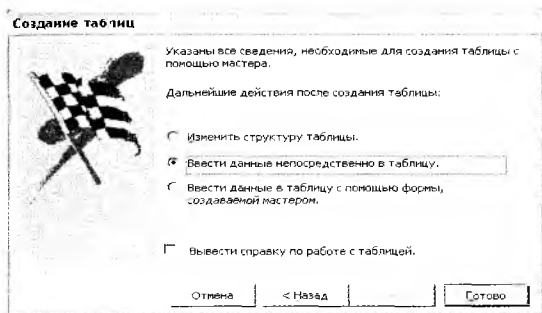 Создание таблиц
Указаны все сведения, необходимые для создания таблицы с
помощью мастера.
Дальнейшие действия после создания таблицы:
Изменить структуру таблицы.
Ввести данные непосредственно в таблицу.
Ввести данные в таблицу с помощью формы,
создаваемой мастером.
Вывести справку по работе с таблицей.
Отмена
< Назад
Готово